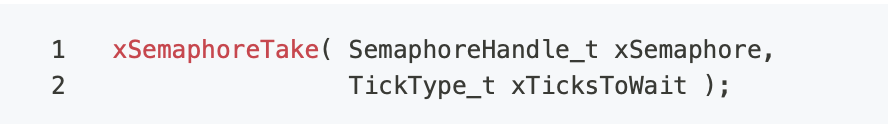 1 xSemaphoreTake( SemaphoreHandle_t xSemaphore,
2 TickType_t xTicksToWait );